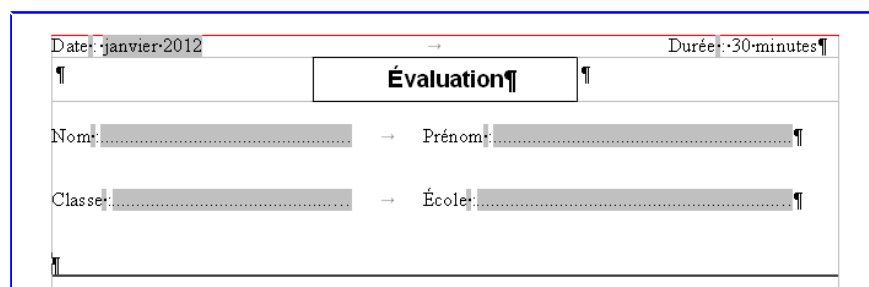 Date : janvier 2012 → Durée : 30 minutes¶
¶ Évaluation¶ ¶
Nom : ........................................ → Prénom : ........................................¶
Classe : ........................................ → École : ........................................¶
¶